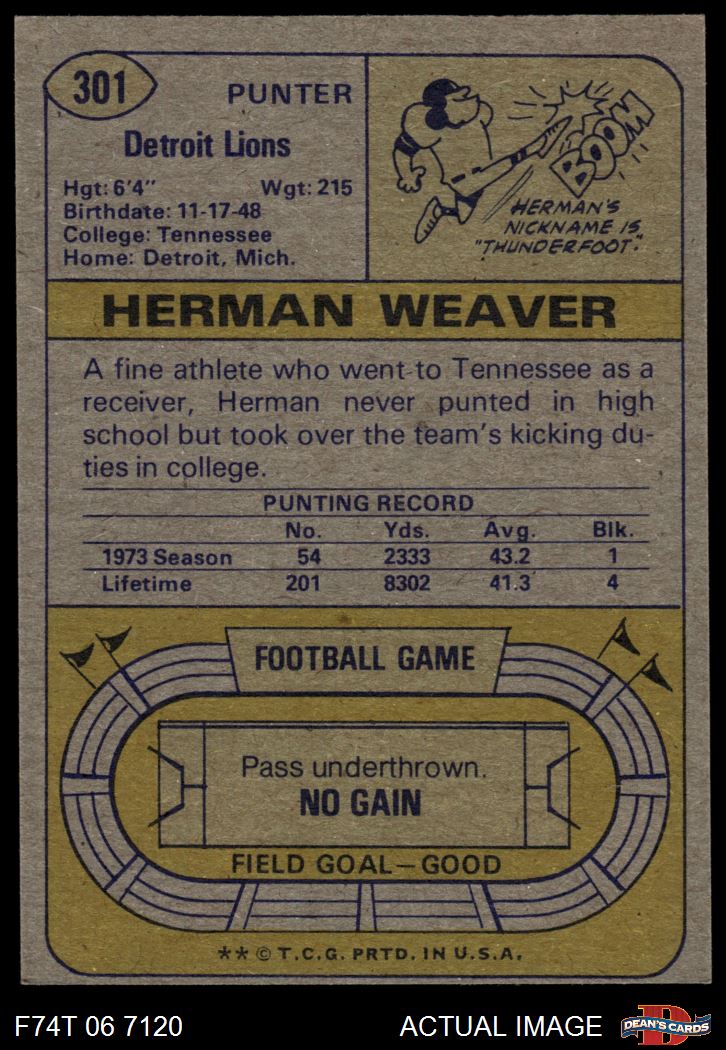 301
PUNTER
Detroit Lions
Hgt: 6'4" Wgt: 215
Birthdate: 11-17-48
College: Tennessee
Home: Detroit, Mich.
BOOM
HERMAN'S
NICKNAME IS
"THUNDERFOOT."
HERMAN WEAVER
A fine athlete who went to Tennessee as a
receiver, Herman never punted in high
school but took over the team's kicking du-
ties in college.
PUNTING RECORD
No. Yds. Avg. Blk.
1973 Season 54 2333 43.2 1
Lifetime 201 8302 41.3 4
FOOTBALL GAME
Pass underthrown.
NO GAIN
FIELD GOAL—GOOD
** © T.C.G. PRTD. IN U.S.A.
F74T 06 7120 ACTUAL IMAGE
D
DEAN'S CARDS